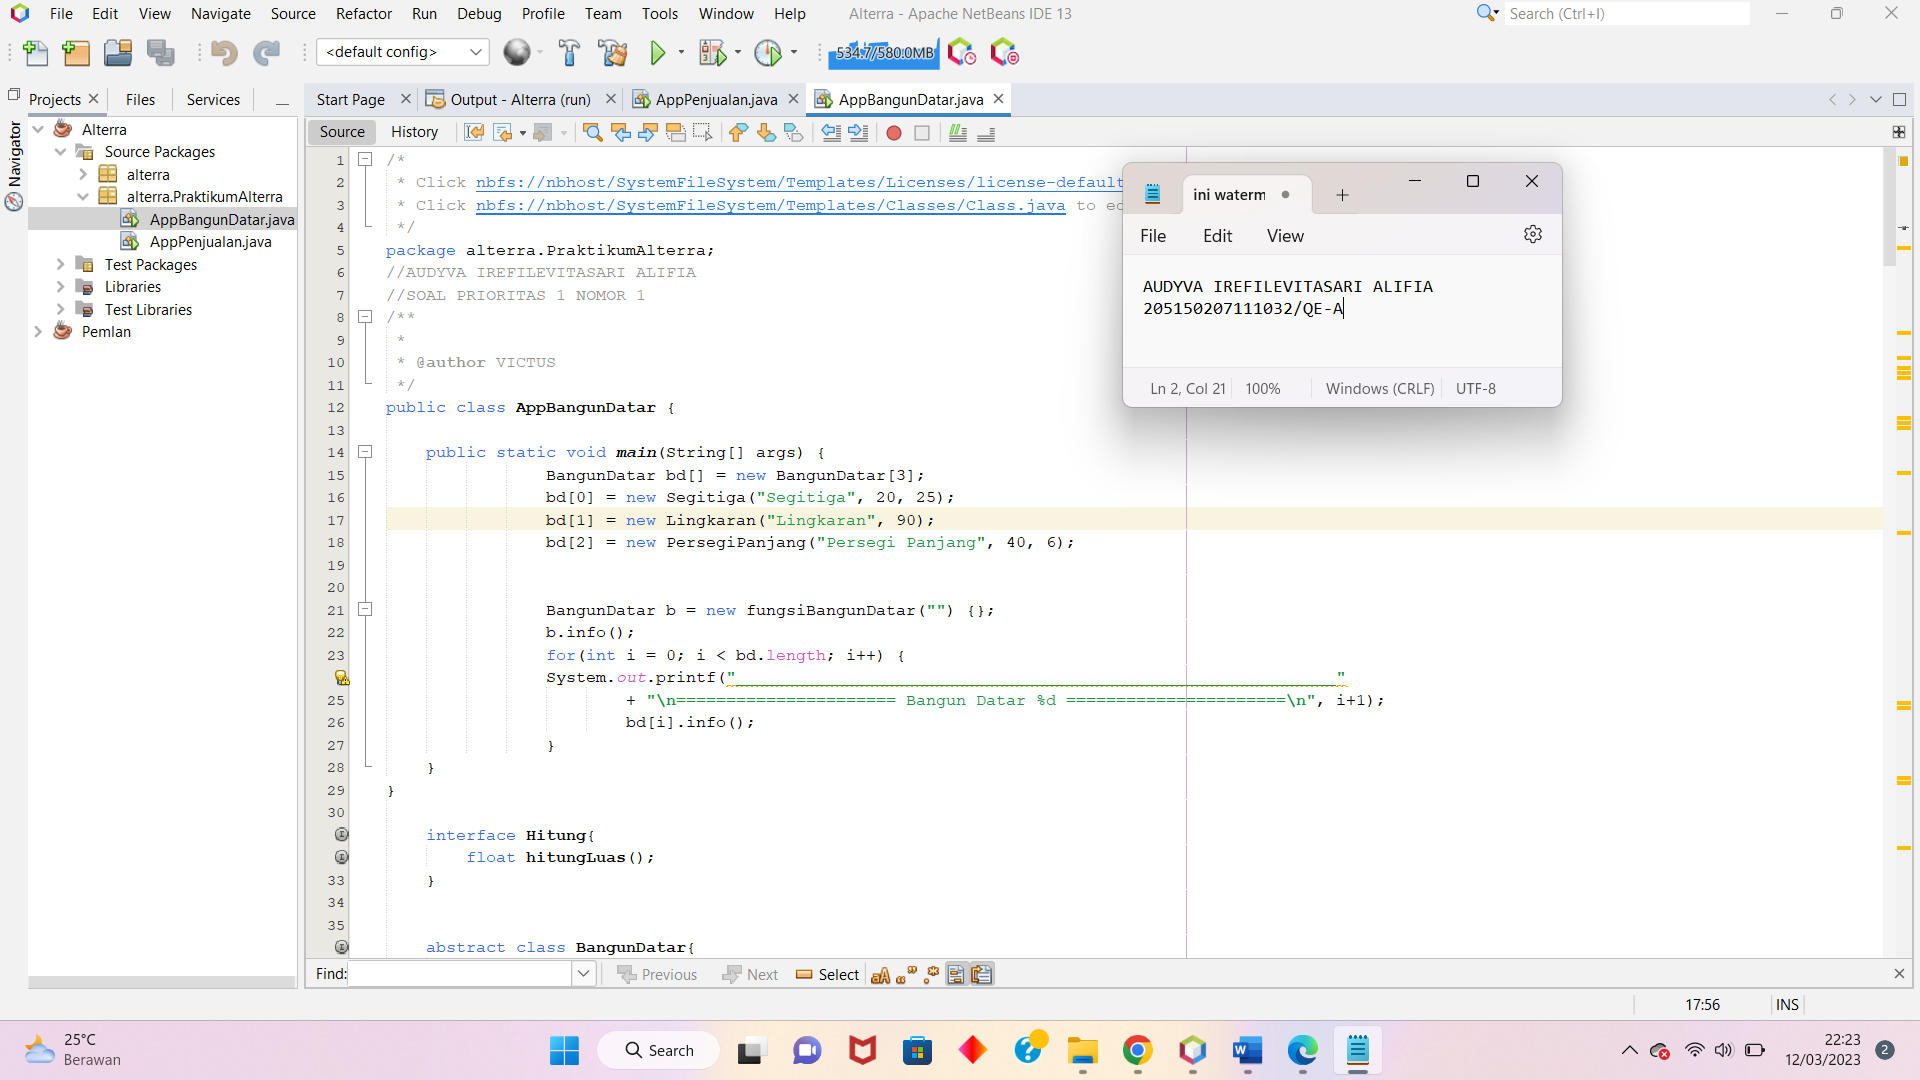 File Edit View Navigate Source Refactor Run Debug Profile Team Tools Window Help Alterra - Apache NetBeans IDE 13 Search (Ctrl+I)
<default config> 534.7/580.0MB
Projects Files Services Start Page Output - Alterra (run) AppPenjualan.java AppBangunDatar.java
Navigator
Alterra
Source Packages
alterra
alterra.PraktikumAlterra
AppBangunDatar.java
AppPenjualan.java
Test Packages
Libraries
Test Libraries
Pemlan
Source History
1 /*
2 * Click nbfs://nbhost/SystemFileSystem/Templates/Licenses/license-default
3 * Click nbfs://nbhost/SystemFileSystem/Templates/Classes/Class.java to ed
4 */
5 package alterra.PraktikumAlterra;
6 //AUDYVA IREFILEVITASARI ALIFIA
7 //SOAL PRIORITAS 1 NOMOR 1
8 /**
9 *
10 * @author VICTUS
11 */
12 public class AppBangunDatar {
13
14 public static void main(String[] args) {
15 BangunDatar bd[] = new BangunDatar[3];
16 bd[0] = new Segitiga("Segitiga", 20, 25);
17 bd[1] = new Lingkaran("Lingkaran", 90);
18 bd[2] = new PersegiPanjang("Persegi Panjang", 40, 6);
19
20
21 BangunDatar b = new fungsiBangunDatar("") {};
22 b.info();
23 for(int i = 0; i < bd.length; i++) {
System.out.printf("____________________________________________________________"
25 + "\n====================== Bangun Datar %d ======================\n", i+1);
26 bd[i].info();
27 }
28 }
29 }
30
interface Hitung{
float hitungLuas();
33 }
34
35
abstract class BangunDatar{
ini waterm
File Edit View
AUDYVA IREFILEVITASARI ALIFIA
205150207111032/QE-A
Ln 2, Col 21 100% Windows (CRLF) UTF-8
Find: Previous Next Select
17:56 INS
25°C
Berawan
Search
22:23
12/03/2023
2